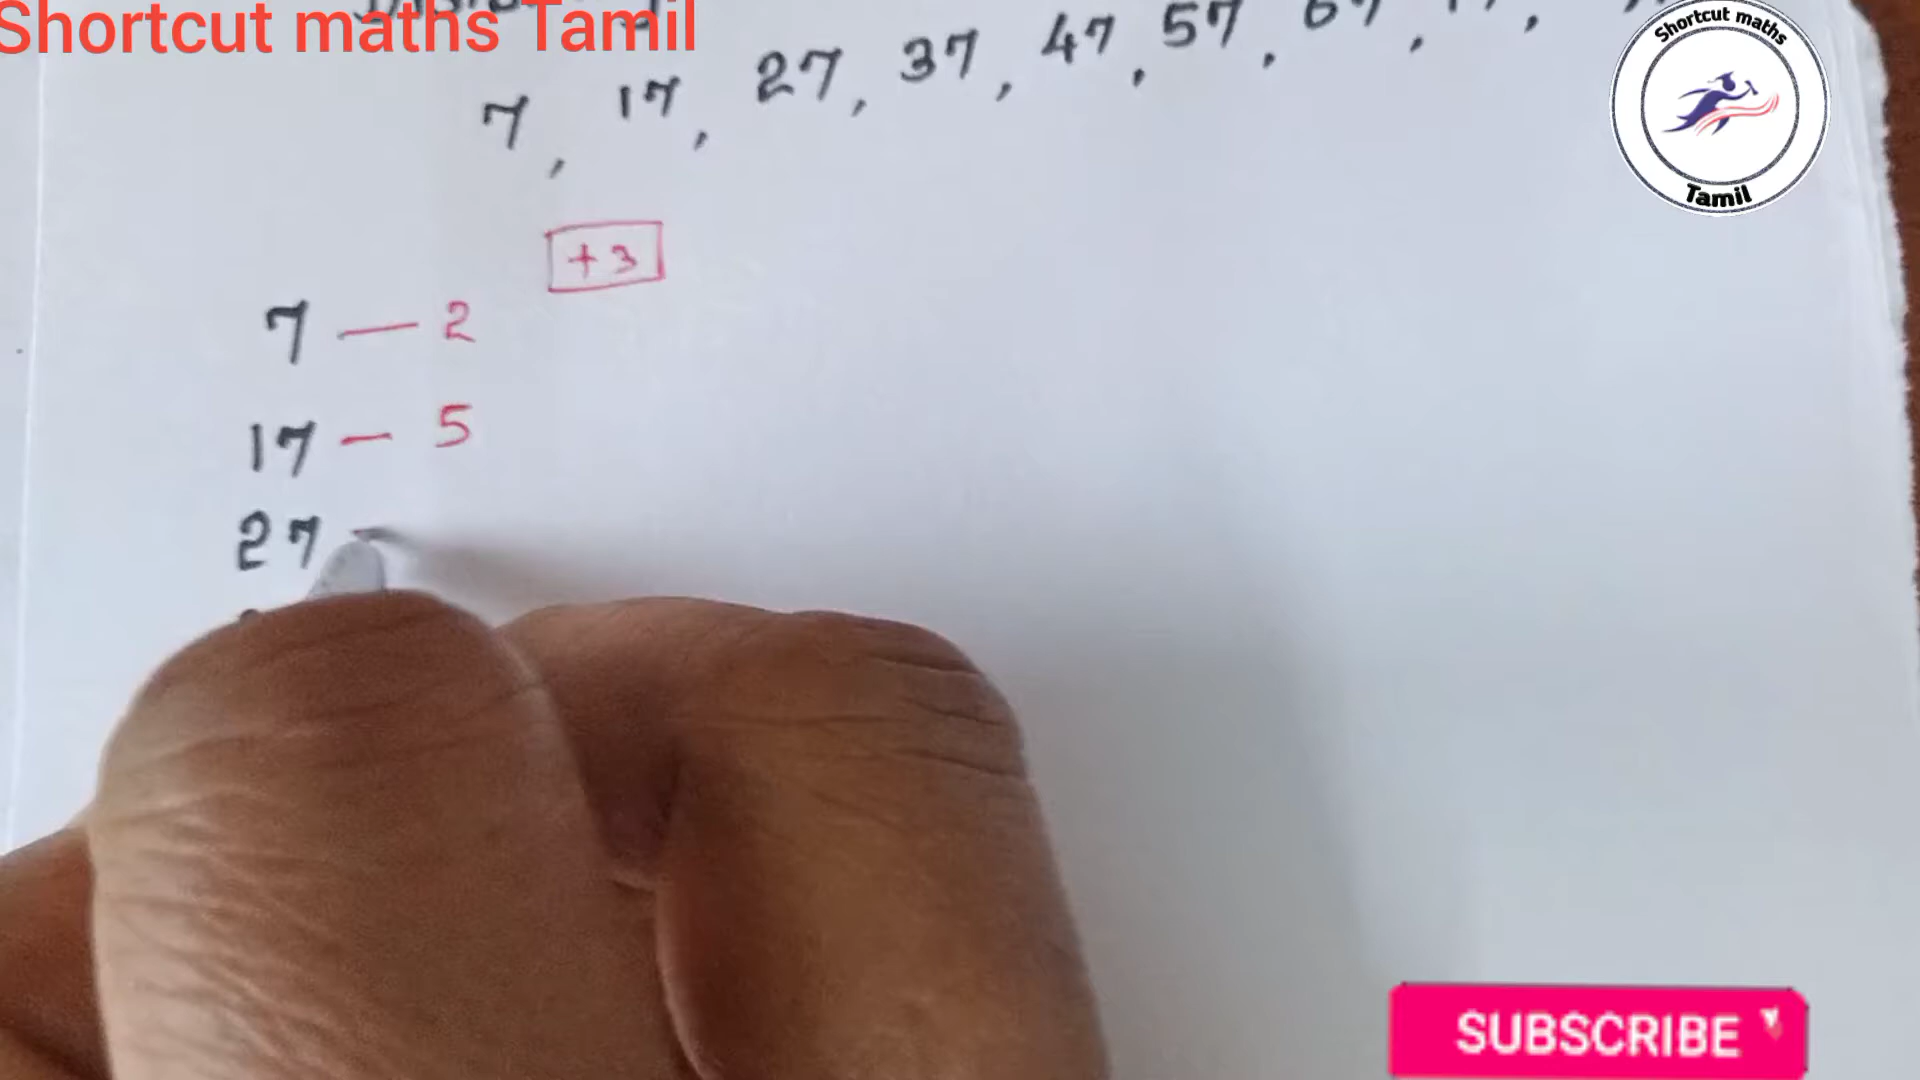 Shortcut maths Tamil
7, 17, 27, 37, 47, 57, 67,
+3
7 — 2
17 — 5
27 -
Shortcut maths
Tamil
SUBSCRIBE